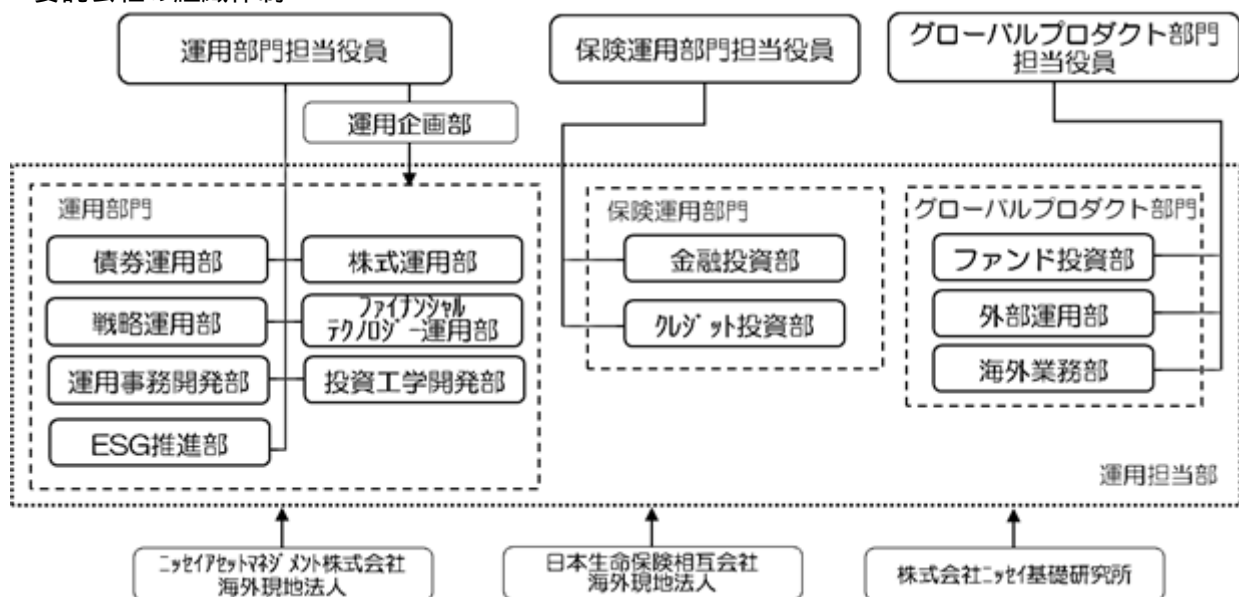 運用部門担当役員
保険運用部門担当役員
グローバルプロダクト部門
担当役員
運用企画部
運用部門
債券運用部
株式運用部
戦略運用部
ファイナンシャル
テクノロジー運用部
運用事務開発部
投資工学開発部
ESG推進部
保険運用部門
金融投資部
クレジット投資部
グローバルプロダクト部門
ファンド投資部
外部運用部
海外業務部
運用担当部
ニッセイアセットマネジメント株式会社
海外現地法人
日本生命保険相互会社
海外現地法人
株式会社ニッセイ基礎研究所